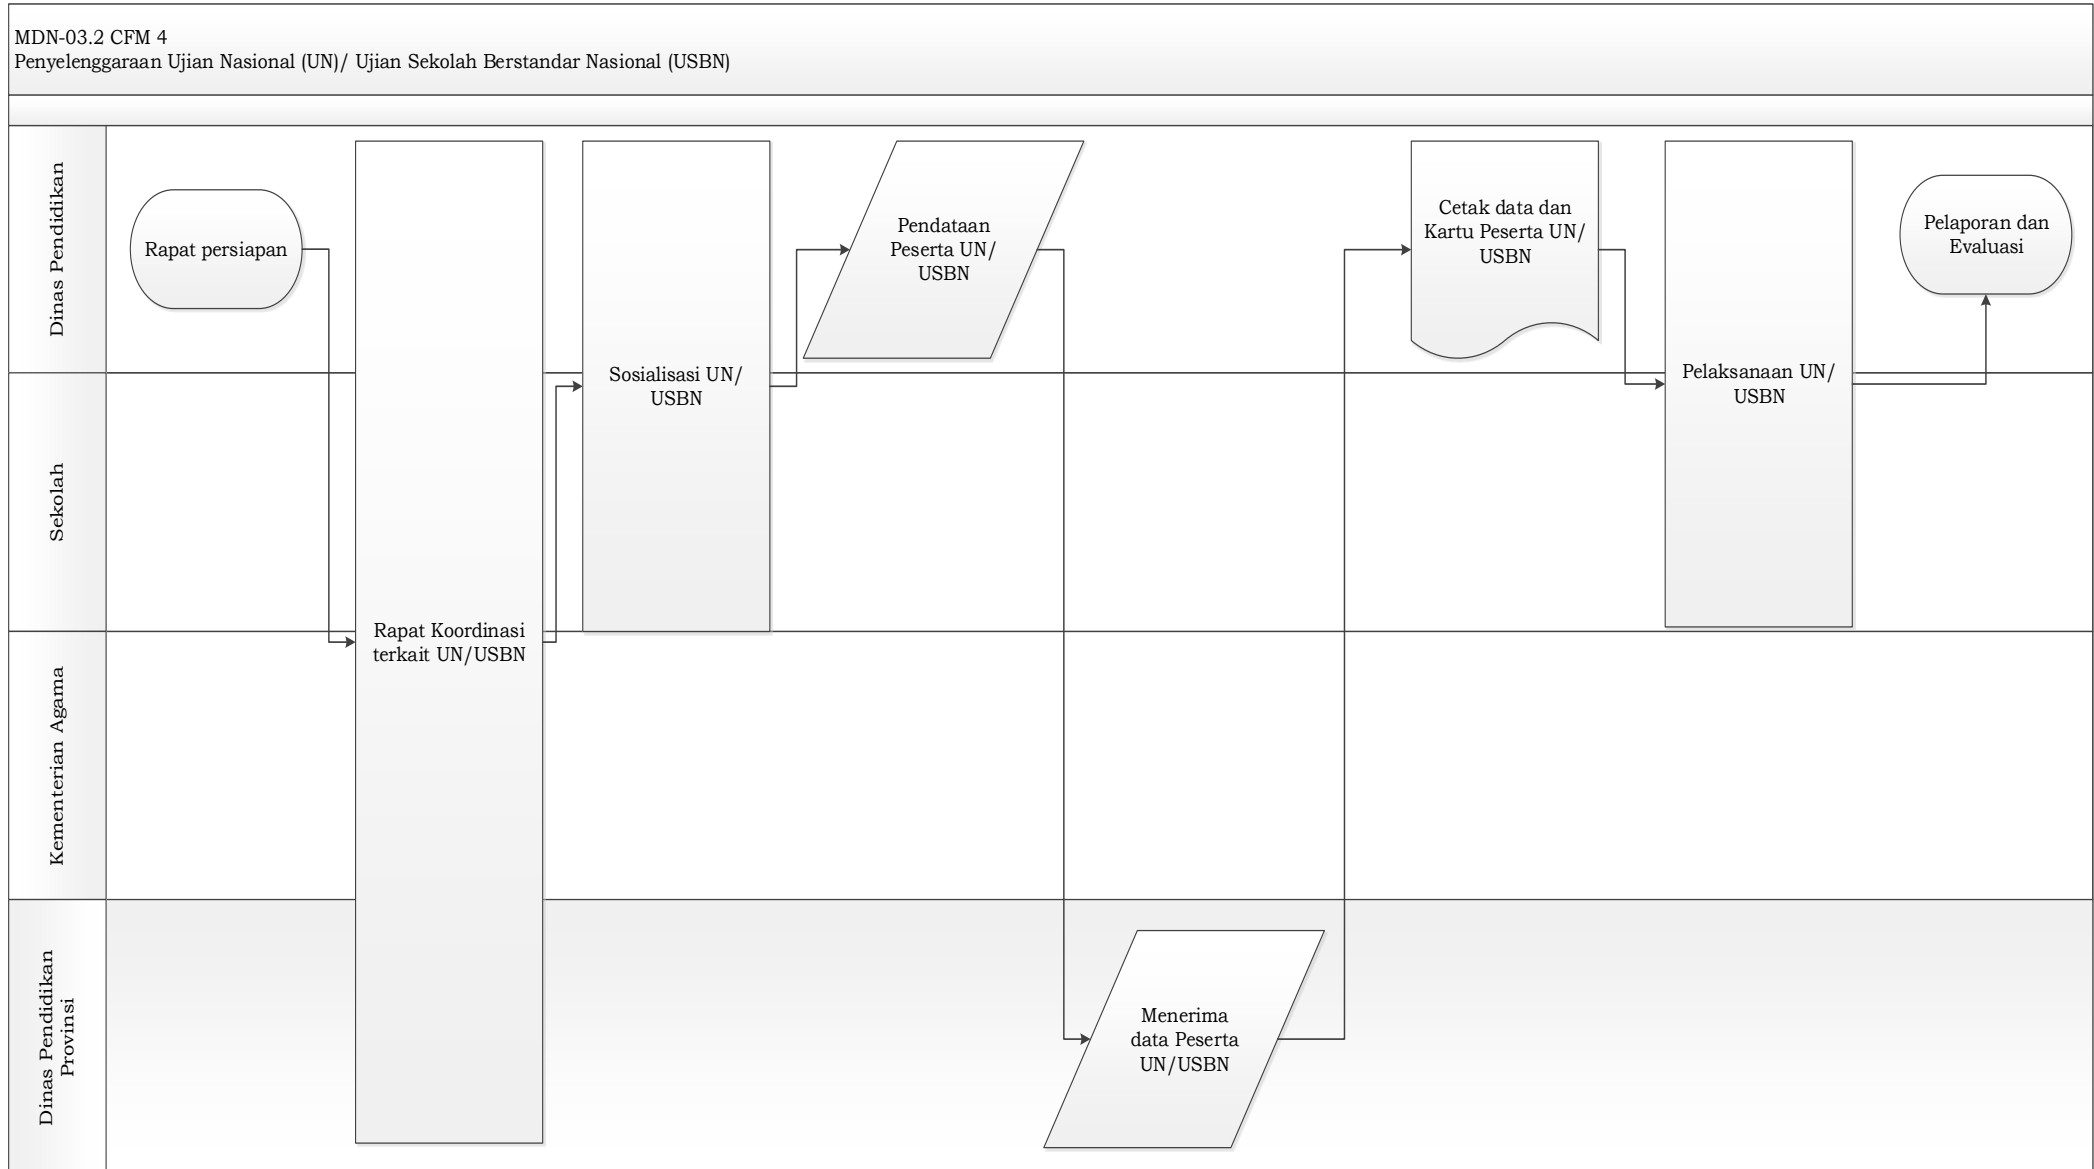 MDN-03.2 CFM 4
Penyelenggaraan Ujian Nasional (UN)/ Ujian Sekolah Berstandar Nasional (USBN)
Dinas Pendidikan
Rapat persiapan
Pendataan
Peserta UN/
USBN
Cetak data dan
Kartu Peserta UN/
USBN
Pelaporan dan
Evaluasi
Sosialisasi UN/
USBN
Pelaksanaan UN/
USBN
Sekolah
Rapat Koordinasi
terkait UN/USBN
Kementerian Agama
Dinas Pendidikan
Provinsi
Menerima
data Peserta
UN/USBN